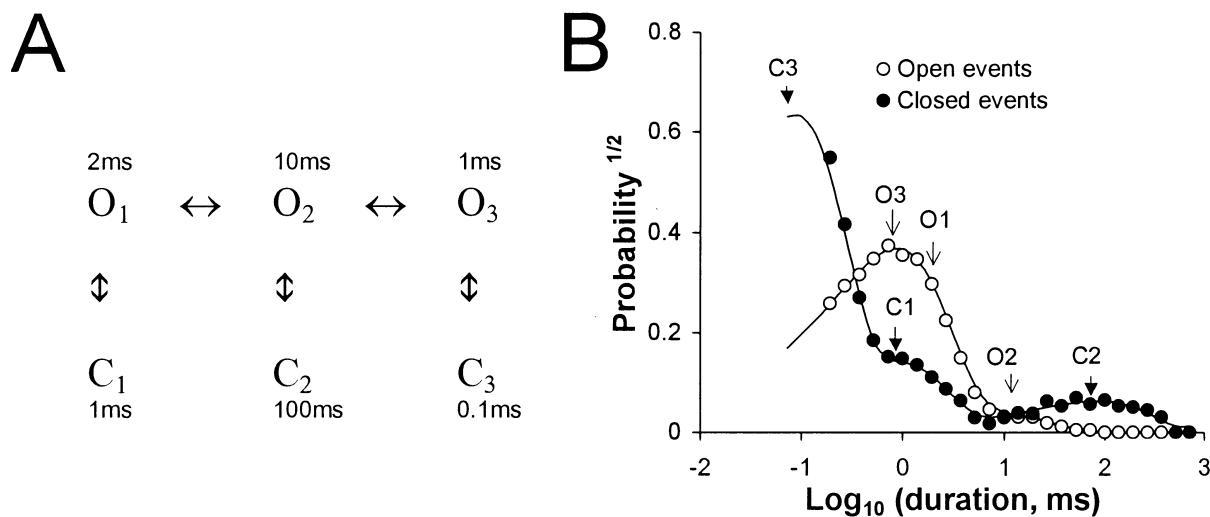 A
2ms 10ms 1ms
O1 ↔ O2 ↔ O3
↕ ↕ ↕
C1 C2 C3
1ms 100ms 0.1ms
B
Probability 1/2
0.8
0.6
0.4
0.2
0
Open events
Closed events
C3
O3
O1
C1
O2
C2
-2 -1 0 1 2 3
Log10 (duration, ms)